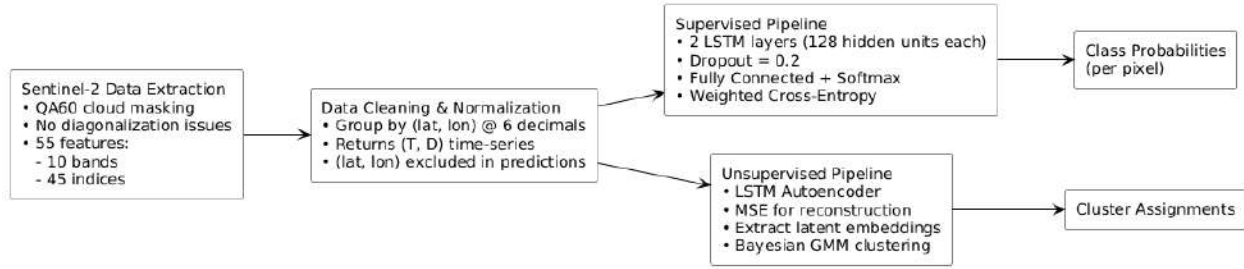 Sentinel-2 Data Extraction
• QA60 cloud masking
• No diagonalization issues
• 55 features:
- 10 bands
- 45 indices
Data Cleaning & Normalization
• Group by (lat, lon) @ 6 decimals
• Returns (T, D) time-series
• (lat, lon) excluded in predictions
Supervised Pipeline
• 2 LSTM layers (128 hidden units each)
• Dropout = 0.2
• Fully Connected + Softmax
• Weighted Cross-Entropy
Class Probabilities
(per pixel)
Unsupervised Pipeline
• LSTM Autoencoder
• MSE for reconstruction
• Extract latent embeddings
• Bayesian GMM clustering
Cluster Assignments